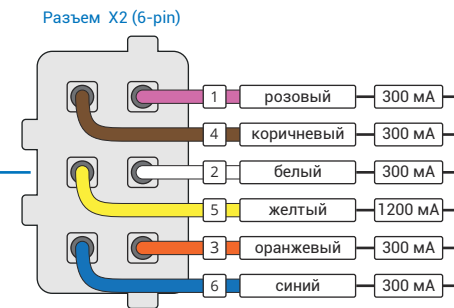 Разъем X2 (6-pin)
1 розовый 300 мА
4 коричневый 300 мА
2 белый 300 мА
5 желтый 1200 мА
3 оранжевый 300 мА
6 синий 300 мА